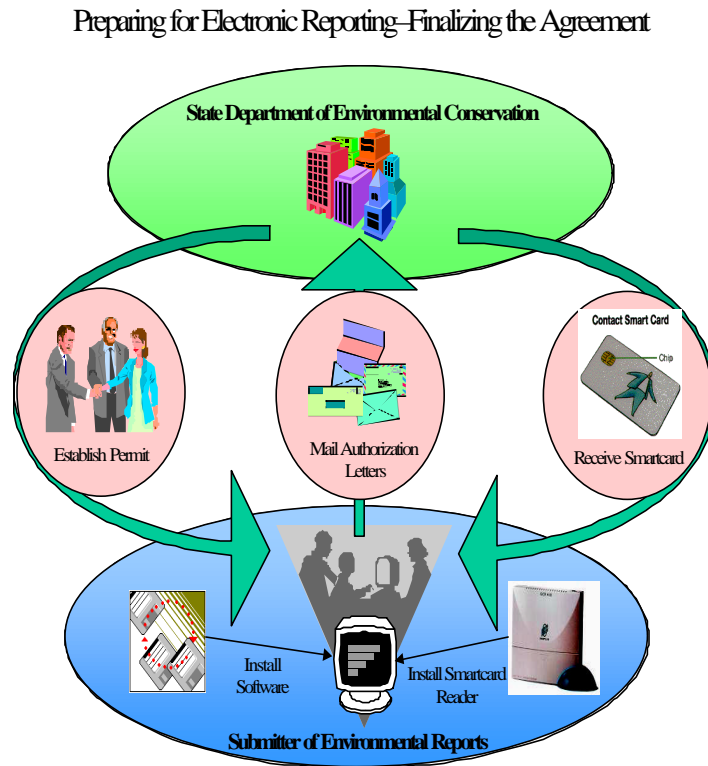 Preparing for Electronic Reporting–Finalizing the Agreement
State Department of Environmental Conservation
Contact Smart Card
Chip
Establish Permit
Mail Authorization
Letters
Receive Smartcard
Install
Software
Install Smartcard
Reader
Submitter of Environmental Reports